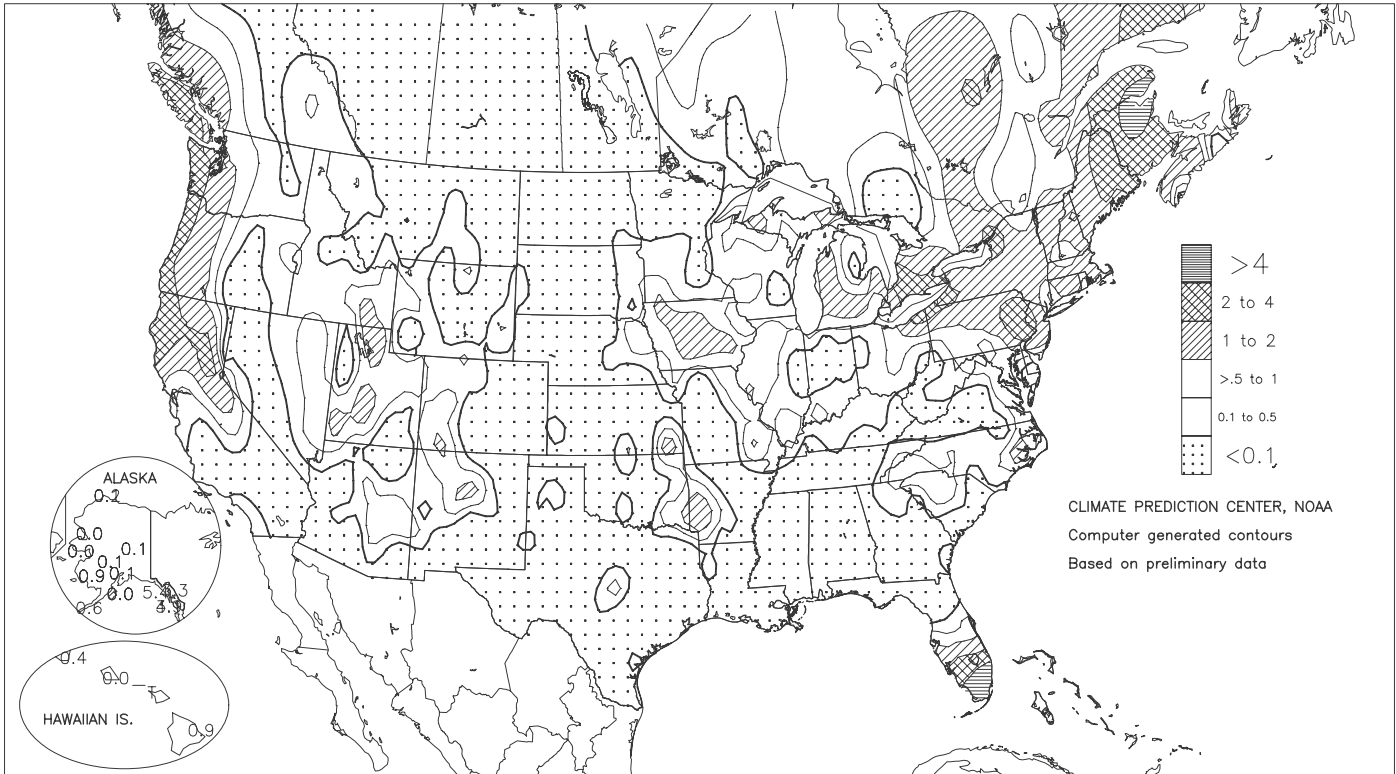 ALASKA
0.0
0.0
0.1
0.1
0.9
0.1
0.0
0.6
0.4
0.0
T
HAWAIIAN IS.
0.9
>4
2 to 4
1 to 2
>.5 to 1
0.1 to 0.5
<0.1
CLIMATE PREDICTION CENTER, NOAA
Computer generated contours
Based on preliminary data